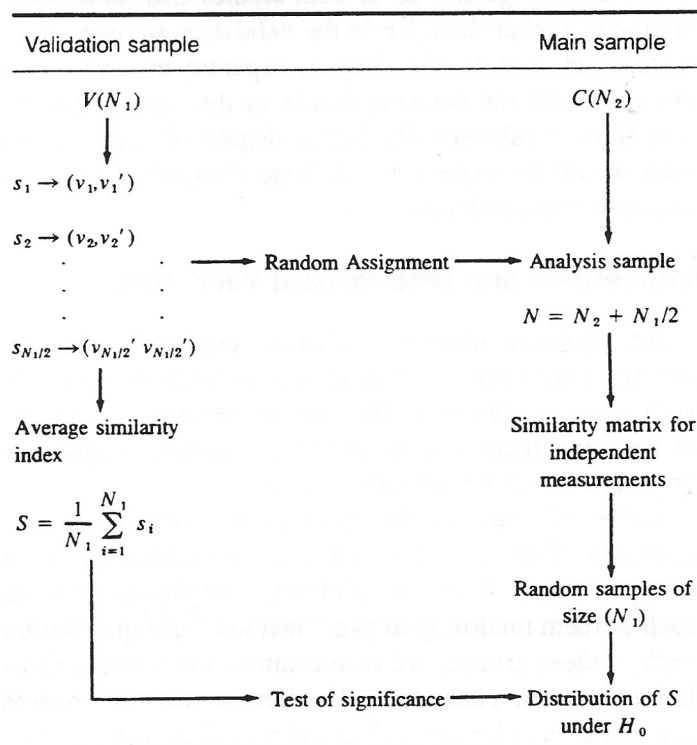 Validation sample
Main sample
V(N₁)
C(N₂)
s₁ → (v₁,v₁′)
s₂ → (v₂,v₂′)
. .
Random Assignment
Analysis sample
. .
N = N₂ + N₁/2
. .
s_{N₁/2} → (v_{N₁/2}′ v_{N₁/2}′)
Average similarity
index
Similarity matrix for
independent
measurements
S = 1/N₁ ∑_{i=1}^{N₁} sᵢ
Random samples of
size (N₁)
Test of significance
Distribution of S
under H₀